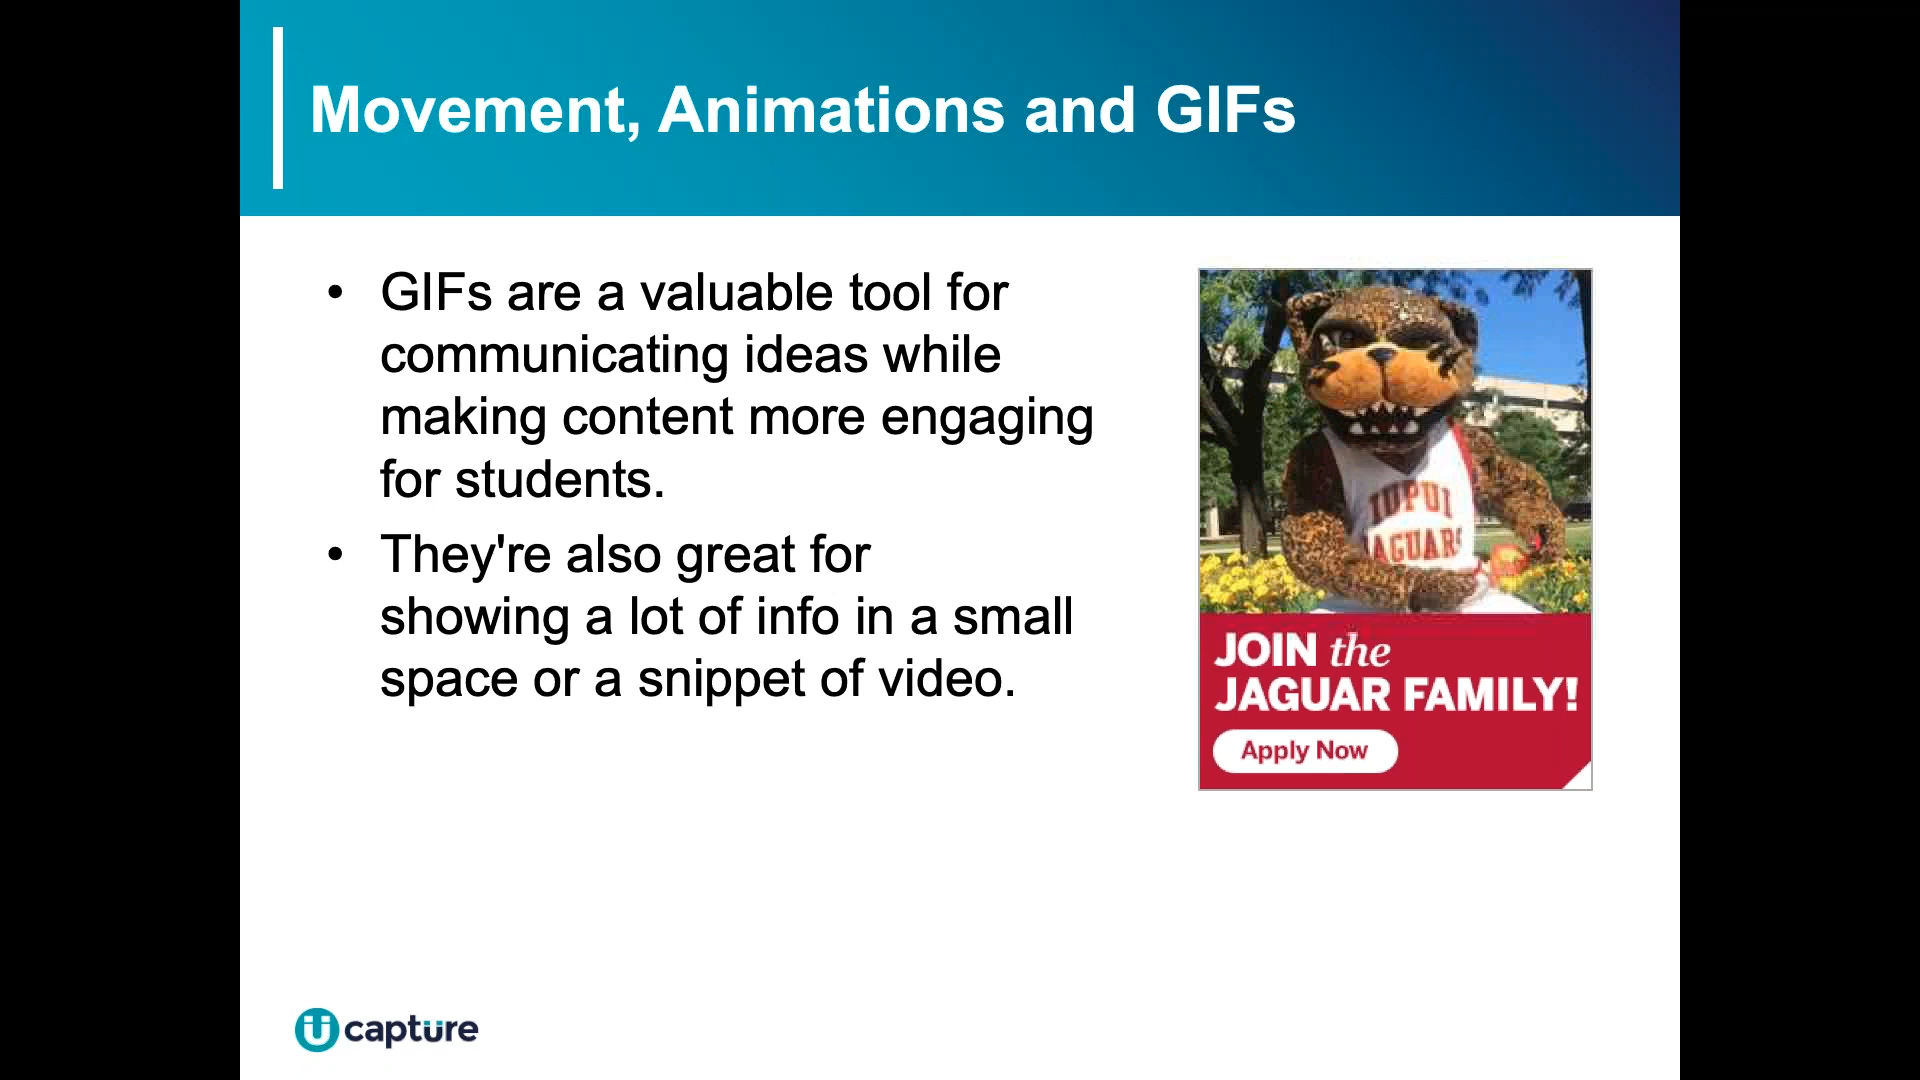 Movement, Animations and GIFs
• GIFs are a valuable tool for
communicating ideas while
making content more engaging
for students.
• They're also great for
showing a lot of info in a small
space or a snippet of video.
IUPUI
JAGUARS
JOIN the
JAGUAR FAMILY!
Apply Now
U capture